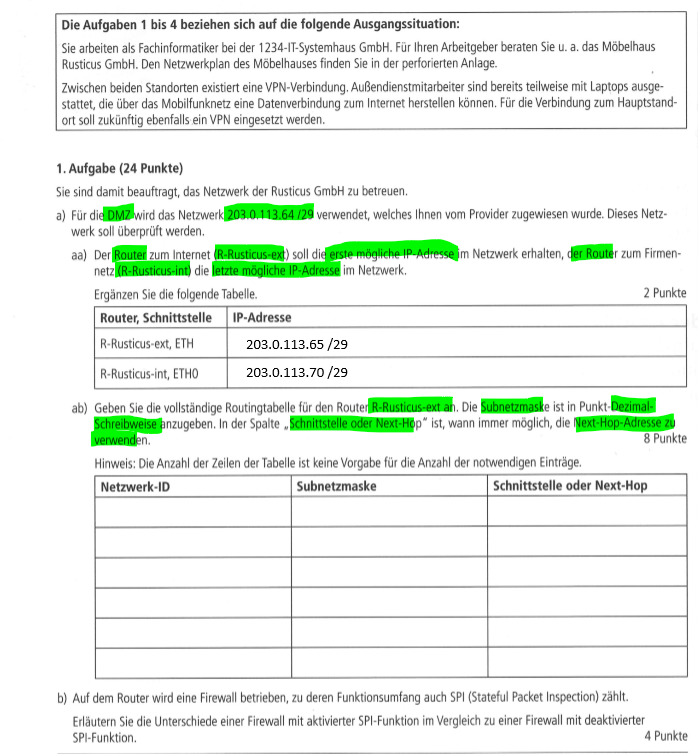 Die Aufgaben 1 bis 4 beziehen sich auf die folgende Ausgangssituation:
Sie arbeiten als Fachinformatiker bei der 1234-IT-Systemhaus GmbH. Für Ihren Arbeitgeber beraten Sie u. a. das Möbelhaus
Rusticus GmbH. Den Netzwerkplan des Möbelhauses finden Sie in der perforierten Anlage.
Zwischen beiden Standorten existiert eine VPN-Verbindung. Außendienstmitarbeiter sind bereits teilweise mit Laptops ausge-
stattet, die über das Mobilfunknetz eine Datenverbindung zum Internet herstellen können. Für die Verbindung zum Hauptstand-
ort soll zukünftig ebenfalls ein VPN eingesetzt werden.
1. Aufgabe (24 Punkte)
Sie sind damit beauftragt, das Netzwerk der Rusticus GmbH zu betreuen.
a) Für die DMZ wird das Netzwerk 203.0.113.64 /29 verwendet, welches Ihnen vom Provider zugewiesen wurde. Dieses Netz-
werk soll überprüft werden.
aa) Der Router zum Internet (R-Rusticus-ext) soll die erste mögliche IP-Adresse im Netzwerk erhalten, der Router zum Firmen-
netz (R-Rusticus-int) die letzte mögliche IP-Adresse im Netzwerk.
Ergänzen Sie die folgende Tabelle. 2 Punkte
Router, Schnittstelle IP-Adresse
R-Rusticus-ext, ETH 203.0.113.65 /29
R-Rusticus-int, ETH0 203.0.113.70 /29
ab) Geben Sie die vollständige Routingtabelle für den Router R-Rusticus-ext an. Die Subnetzmaske ist in Punkt-Dezimal-
Schreibweise anzugeben. In der Spalte „Schnittstelle oder Next-Hop" ist, wann immer möglich, die Next-Hop-Adresse zu
verwenden. 8 Punkte
Hinweis: Die Anzahl der Zeilen der Tabelle ist keine Vorgabe für die Anzahl der notwendigen Einträge.
Netzwerk-ID Subnetzmaske Schnittstelle oder Next-Hop
b) Auf dem Router wird eine Firewall betrieben, zu deren Funktionsumfang auch SPI (Stateful Packet Inspection) zählt.
Erläutern Sie die Unterschiede einer Firewall mit aktivierter SPI-Funktion im Vergleich zu einer Firewall mit deaktivierter
SPI-Funktion. 4 Punkte